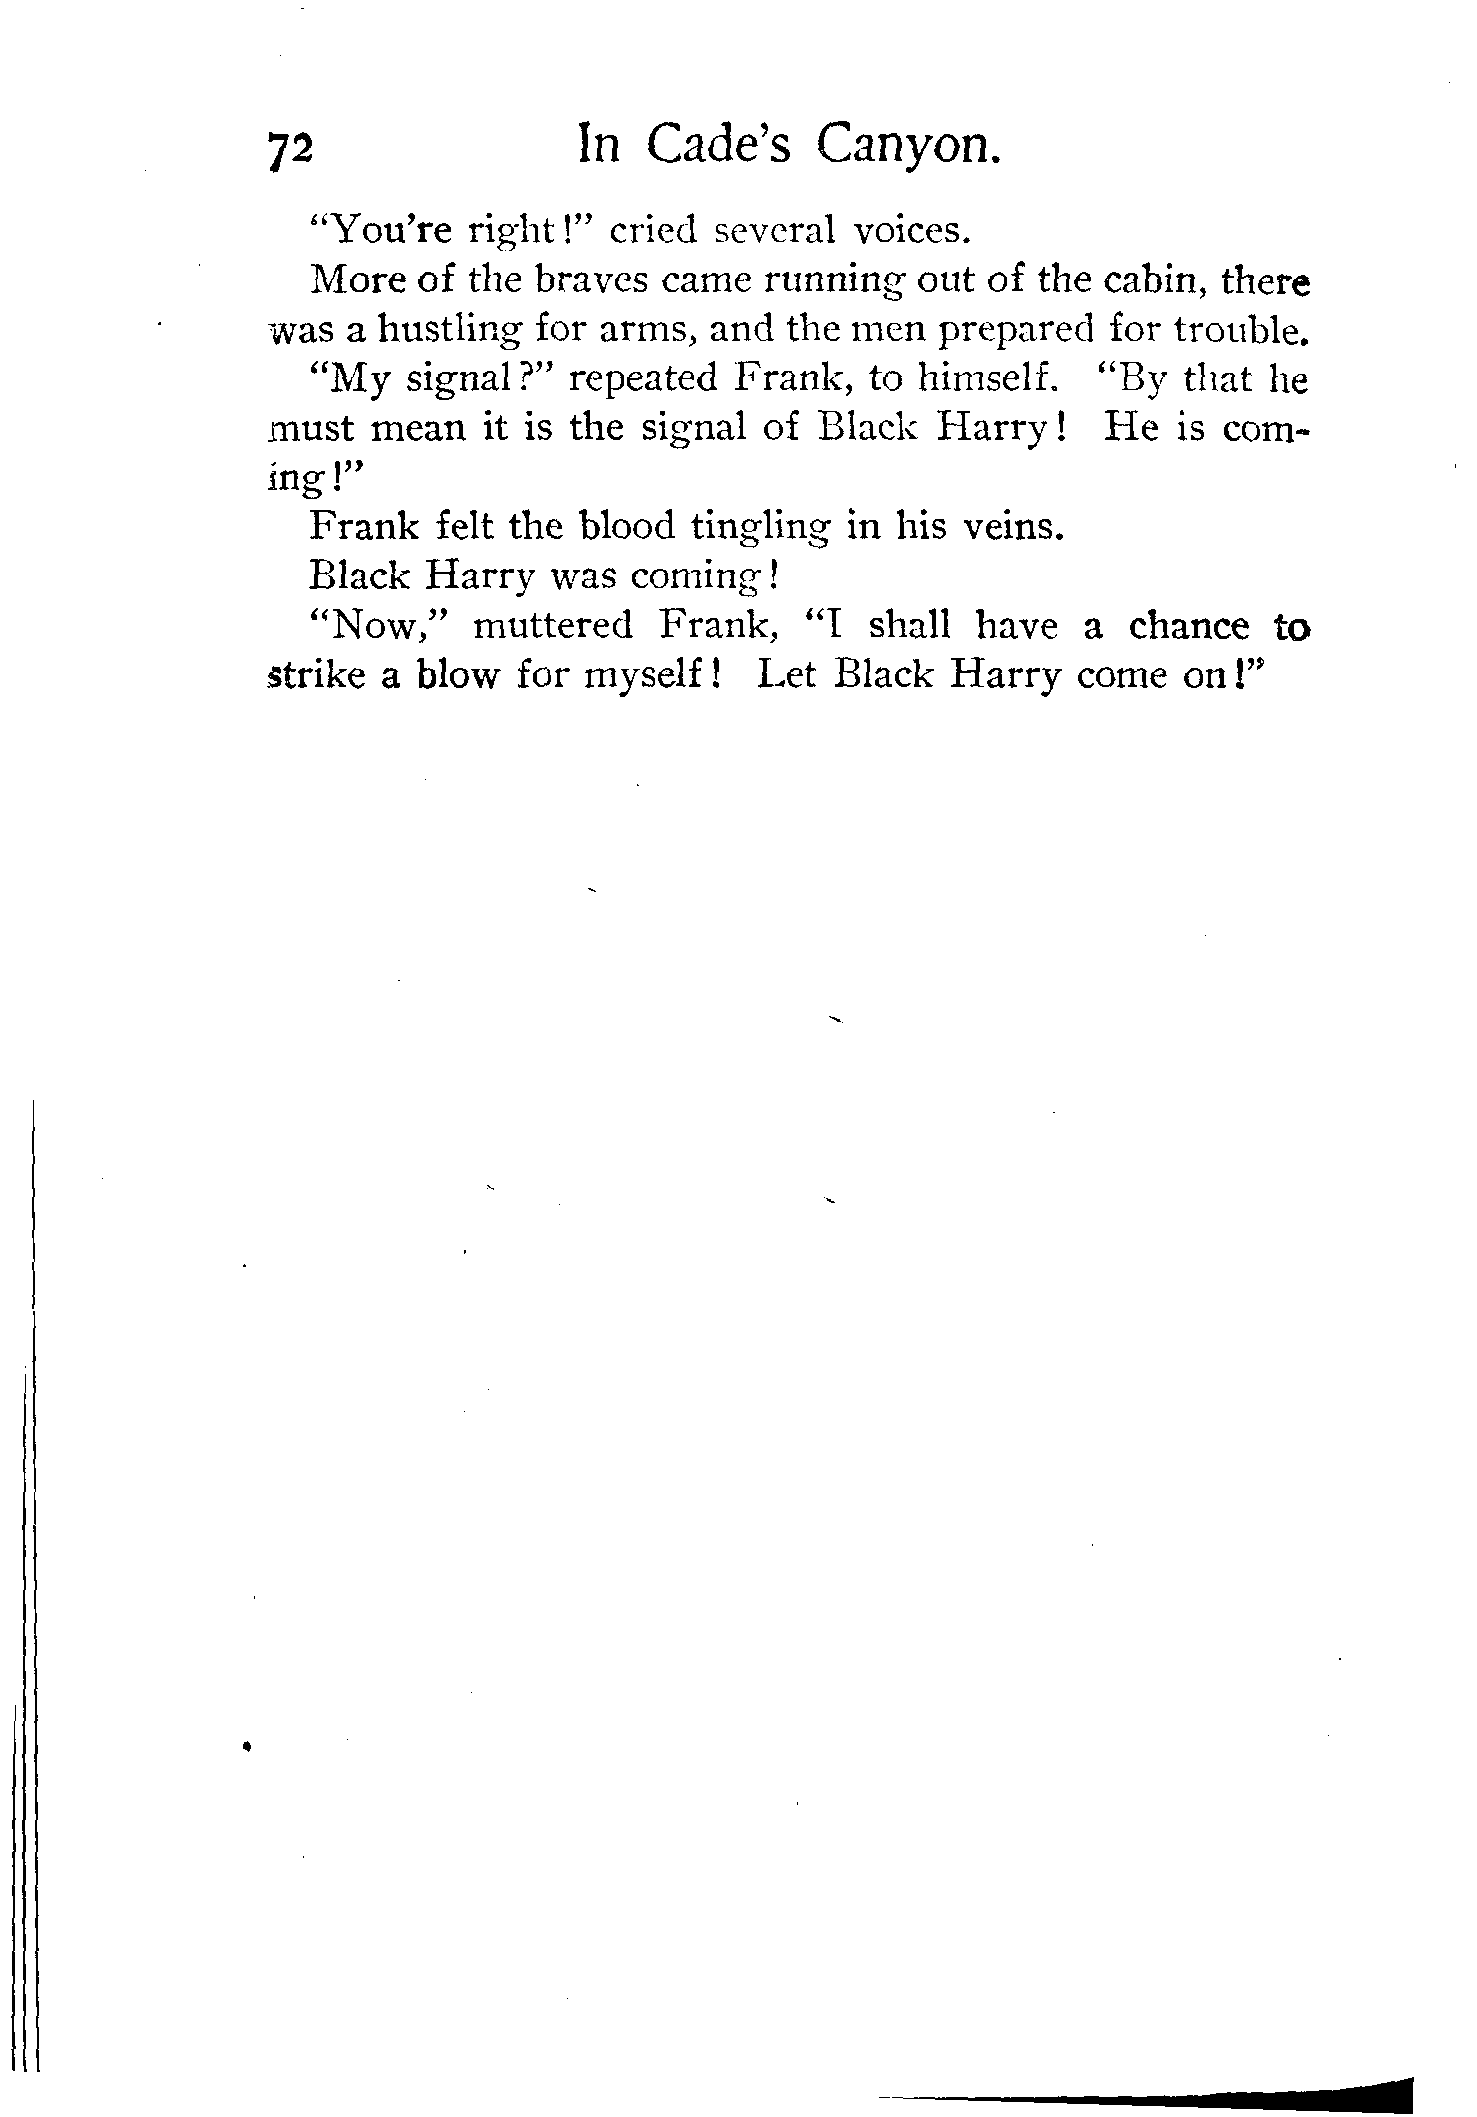 72 In Cade's Canyon.
"You're right!" cried several voices.
More of the braves came running out of the cabin, there
was a hustling for arms, and the men prepared for trouble.
"My signal?" repeated Frank, to himself. "By that he
must mean it is the signal of Black Harry! He is com-
ing!"
Frank felt the blood tingling in his veins.
Black Harry was coming!
"Now," muttered Frank, "I shall have a chance to
strike a blow for myself! Let Black Harry come on!"